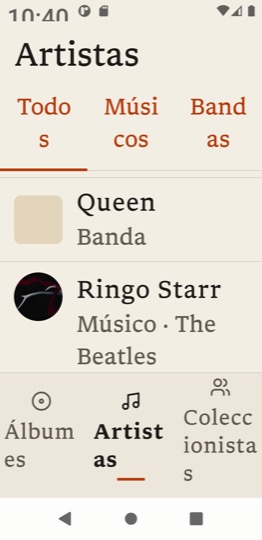 10:40
Artistas
Todo
s
Músi
cos
Band
as
Queen
Banda
Ringo Starr
Músico · The
Beatles
Álbum
es
Artist
as
Colecc
ionista
s